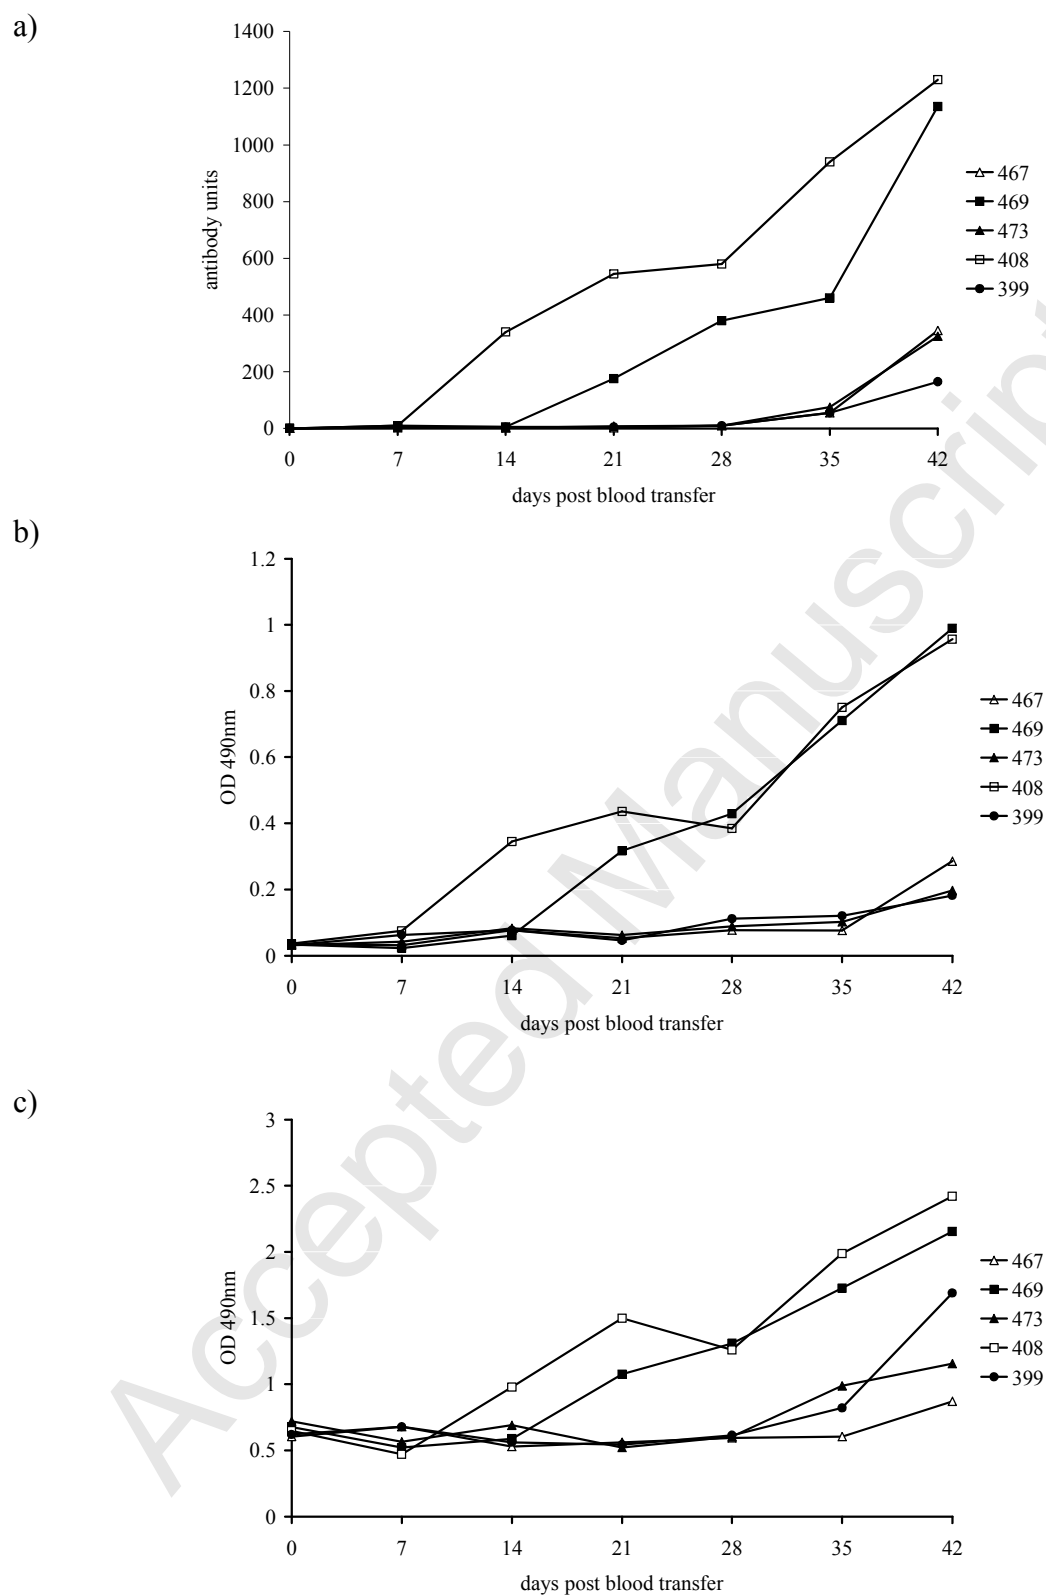 a)
1400
1200
1000
800
600
400
200
0
antibody units
0 7 14 21 28 35 42
days post blood transfer
467
469
473
408
399
b)
1.2
1
0.8
0.6
0.4
0.2
0
OD 490nm
0 7 14 21 28 35 42
days post blood transfer
467
469
473
408
399
c)
3
2.5
2
1.5
1
0.5
0
OD 490nm
0 7 14 21 28 35 42
days post blood transfer
467
469
473
408
399
Accepted Manuscript